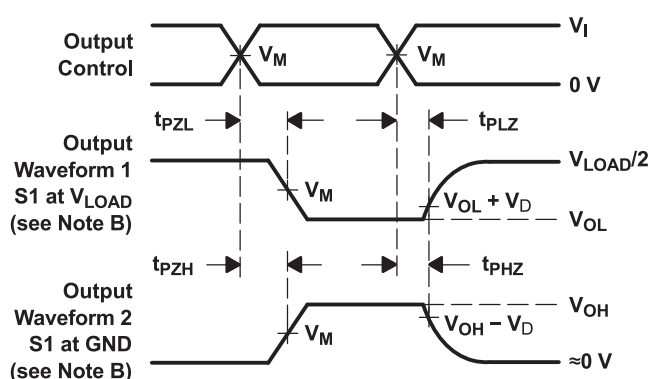 Output
Control
V_M
V_M
V_I
0 V
t_PZL
t_PLZ
Output
Waveform 1
S1 at V_LOAD
(see Note B)
V_M
V_LOAD/2
V_OL + V_D
V_OL
t_PZH
t_PHZ
Output
Waveform 2
S1 at GND
(see Note B)
V_M
V_OH
V_OH − V_D
≈0 V